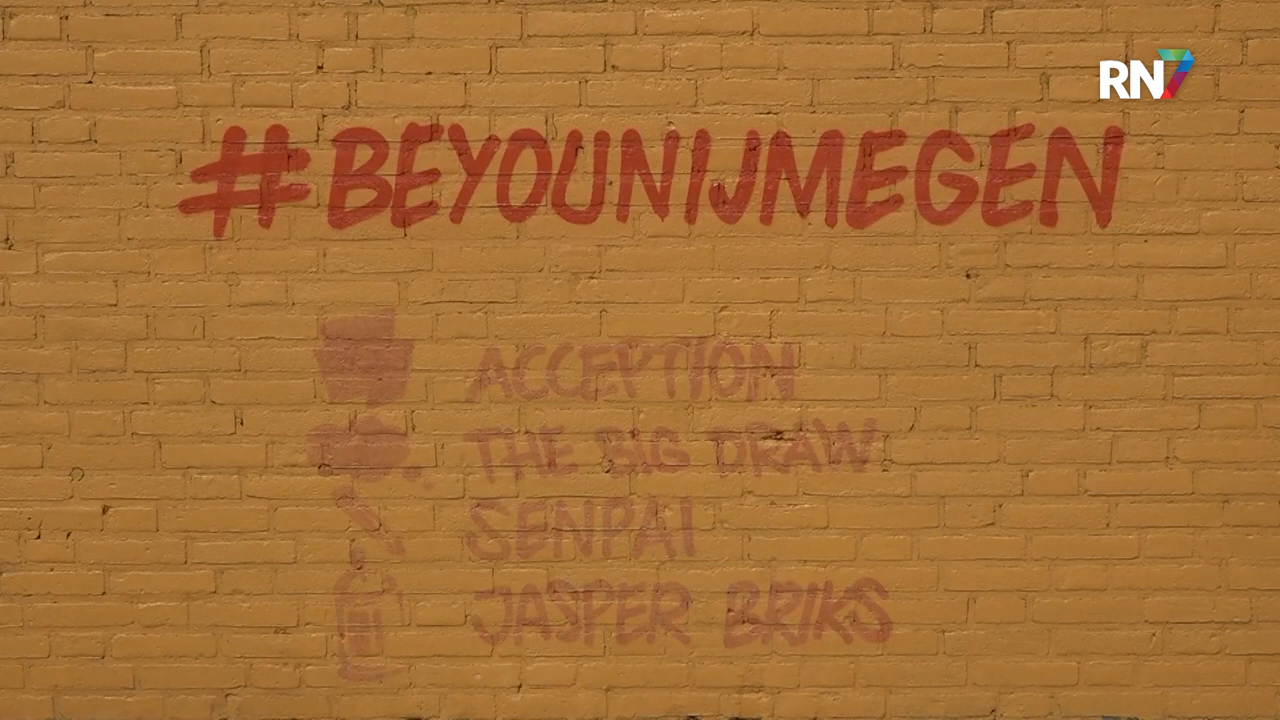 RN7
#BEYOUNIJMEGEN
ACCEPTION
THE BIG DRAW
SENPAI
JASPER BRIKS